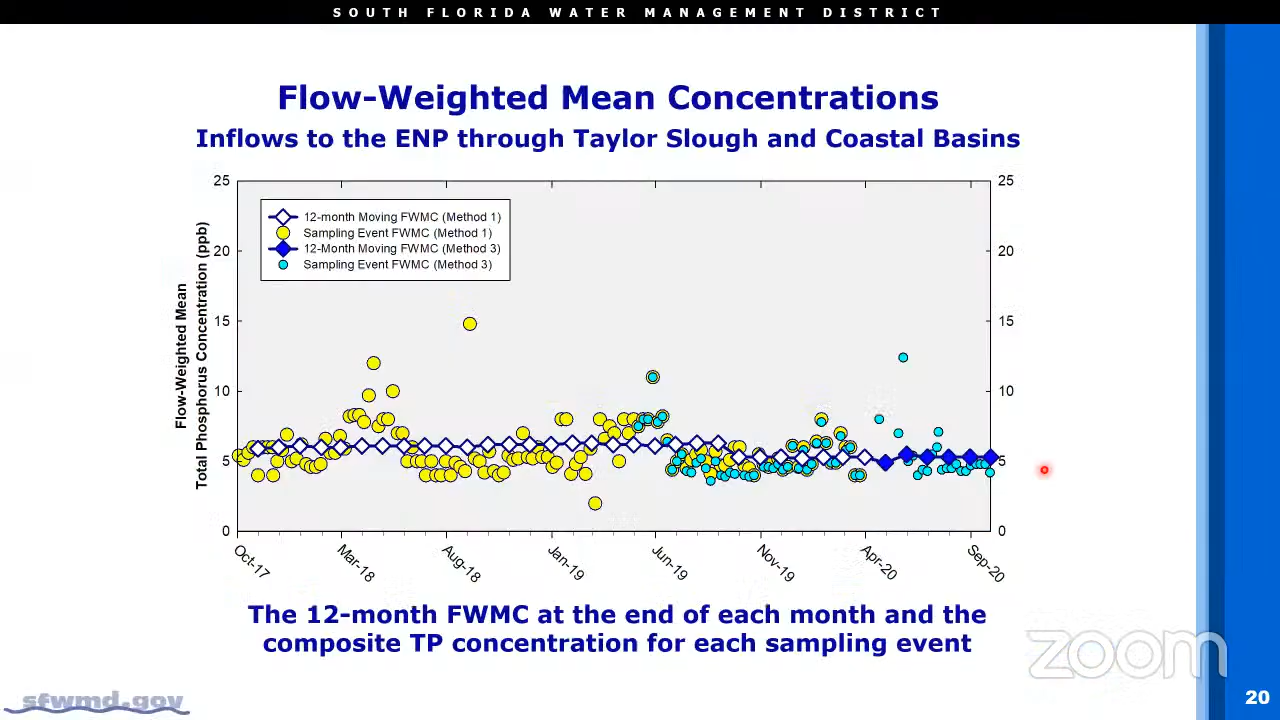 SOUTH FLORIDA WATER MANAGEMENT DISTRICT
Flow-Weighted Mean Concentrations
Inflows to the ENP through Taylor Slough and Coastal Basins
Flow-Weighted Mean
Total Phosphorus Concentration (ppb)
25
20
15
10
5
0
12-month Moving FWMC (Method 1)
Sampling Event FWMC (Method 1)
12-Month Moving FWMC (Method 3)
Sampling Event FWMC (Method 3)
25
20
15
10
5
0
Oct-17
Mar-18
Aug-18
Jan-19
Jun-19
Nov-19
Apr-20
Sep-20
The 12-month FWMC at the end of each month and the
composite TP concentration for each sampling event
zoom
sfwmd.gov
20